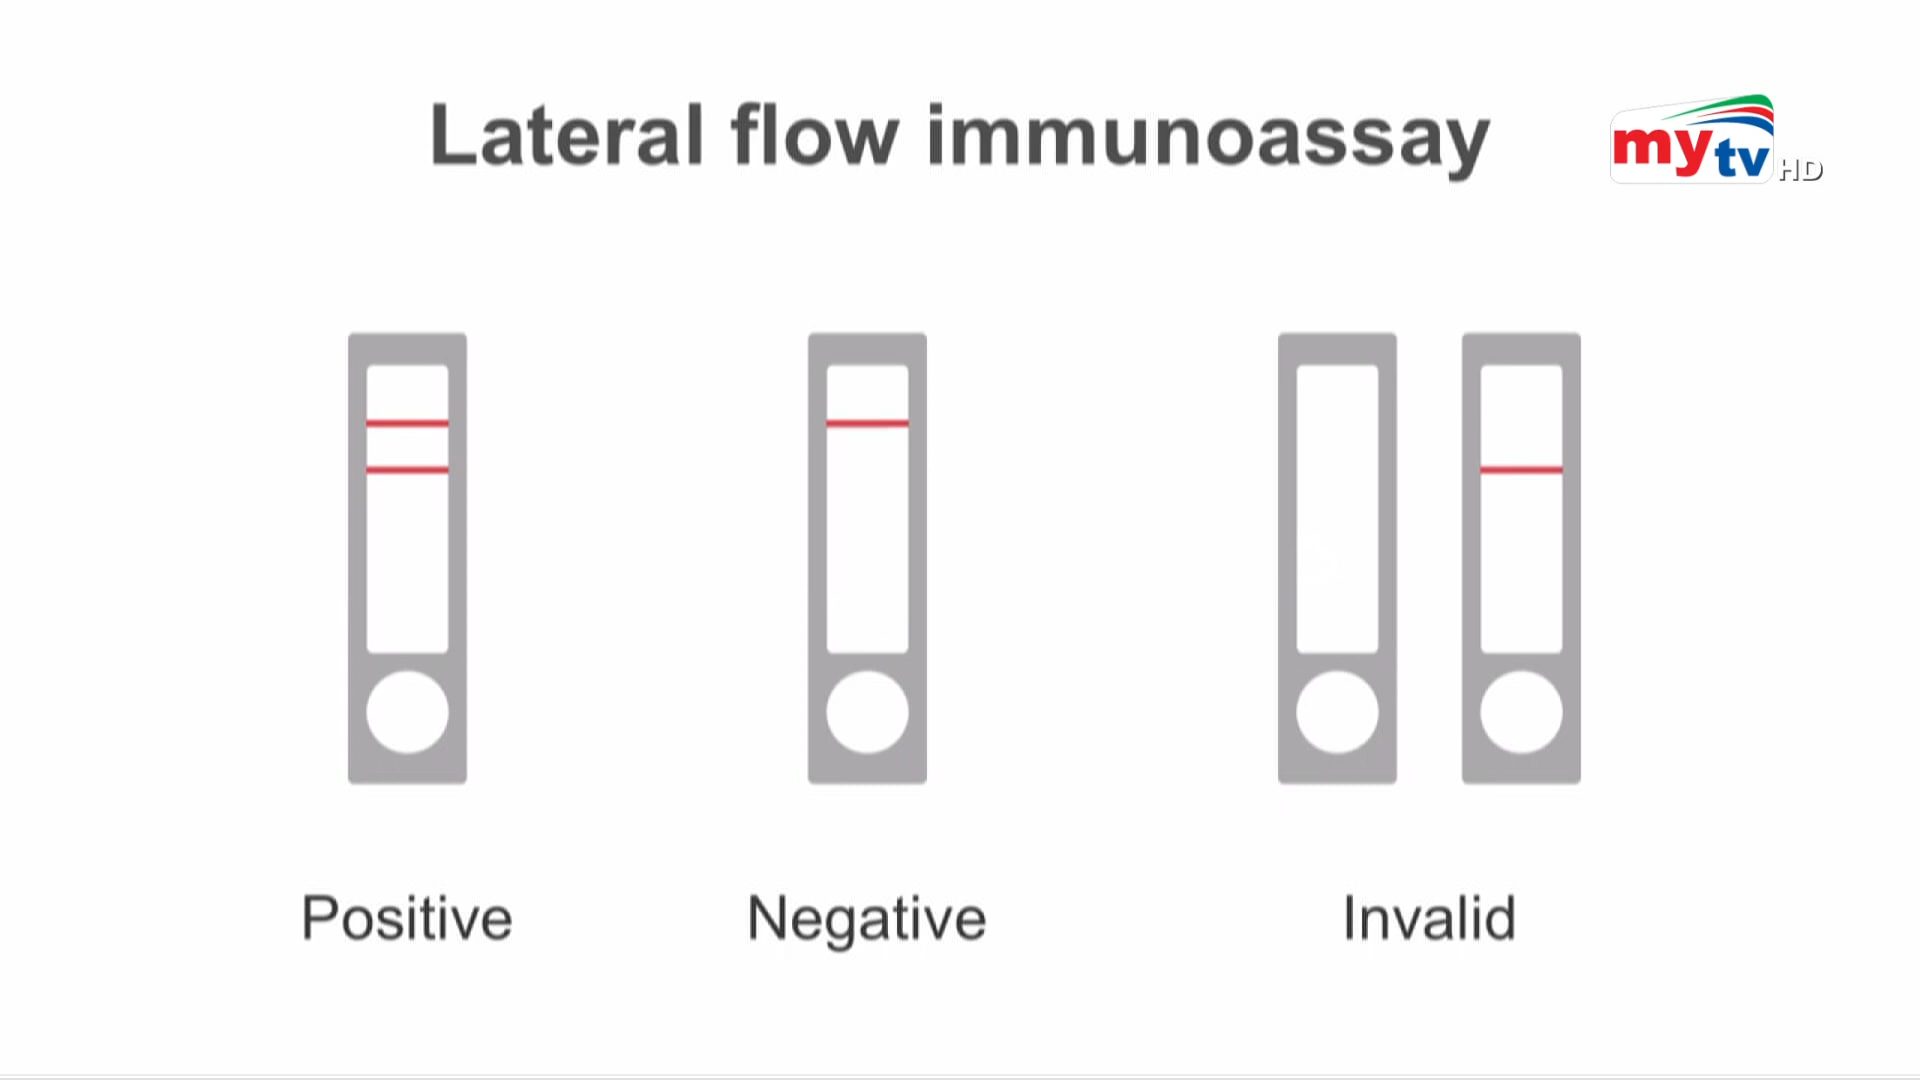 Lateral flow immunoassay
mytv HD
Positive
Negative
Invalid